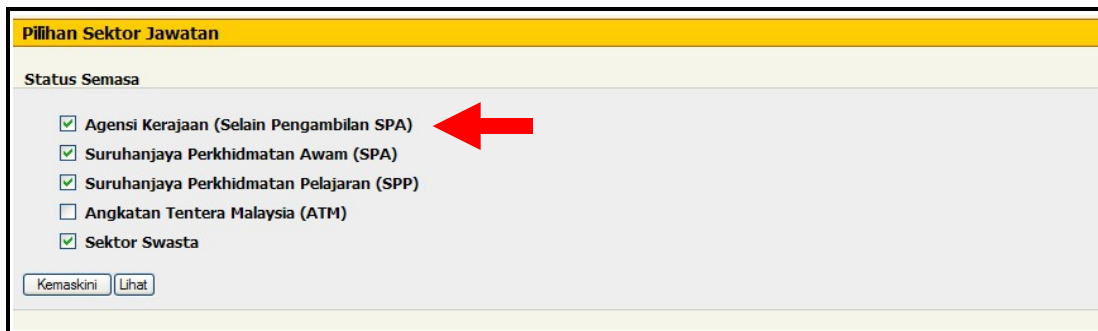 Pilihan Sektor Jawatan
Status Semasa
Agensi Kerajaan (Selain Pengambilan SPA)
Suruhanjaya Perkhidmatan Awam (SPA)
Suruhanjaya Perkhidmatan Pelajaran (SPP)
Angkatan Tentera Malaysia (ATM)
Sektor Swasta
Kemaskini Lihat